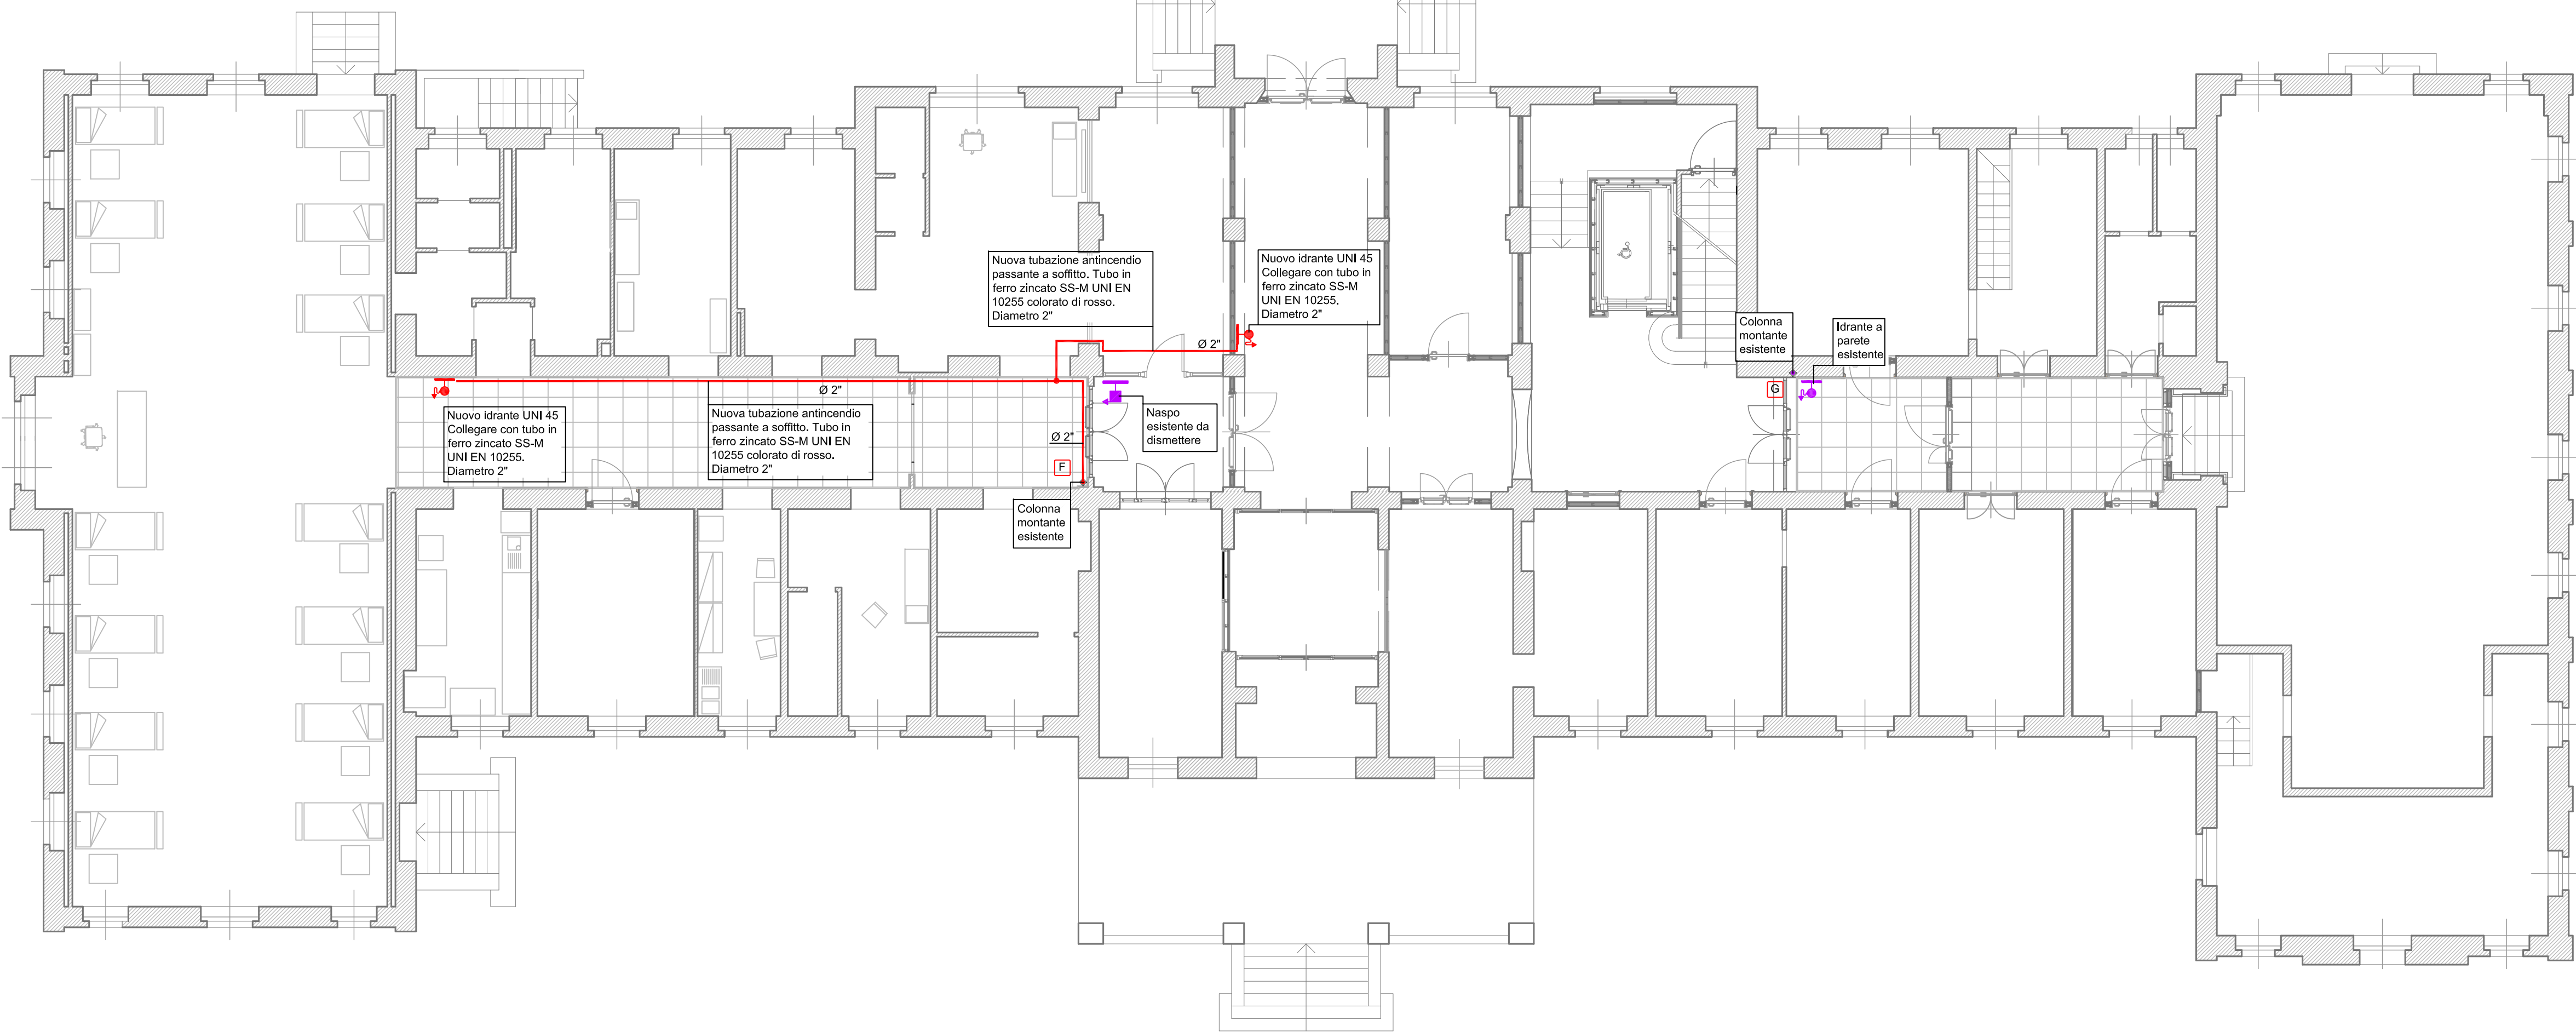 Nuova tubazione antincendio
passante a soffitto. Tubo in
ferro zincato SS-M UNI EN
10255 colorato di rosso.
Diametro 2"
Nuovo idrante UNI 45
Collegare con tubo in
ferro zincato SS-M
UNI EN 10255.
Diametro 2"
Ø 2"
Colonna
montante
esistente
Idrante a
parete
esistente
G
Ø 2"
Nuovo idrante UNI 45
Collegare con tubo in
ferro zincato SS-M
UNI EN 10255.
Diametro 2"
Nuova tubazione antincendio
passante a soffitto. Tubo in
ferro zincato SS-M UNI EN
10255 colorato di rosso.
Diametro 2"
Ø 2"
F
Naspo
esistente da
dismettere
Colonna
montante
esistente